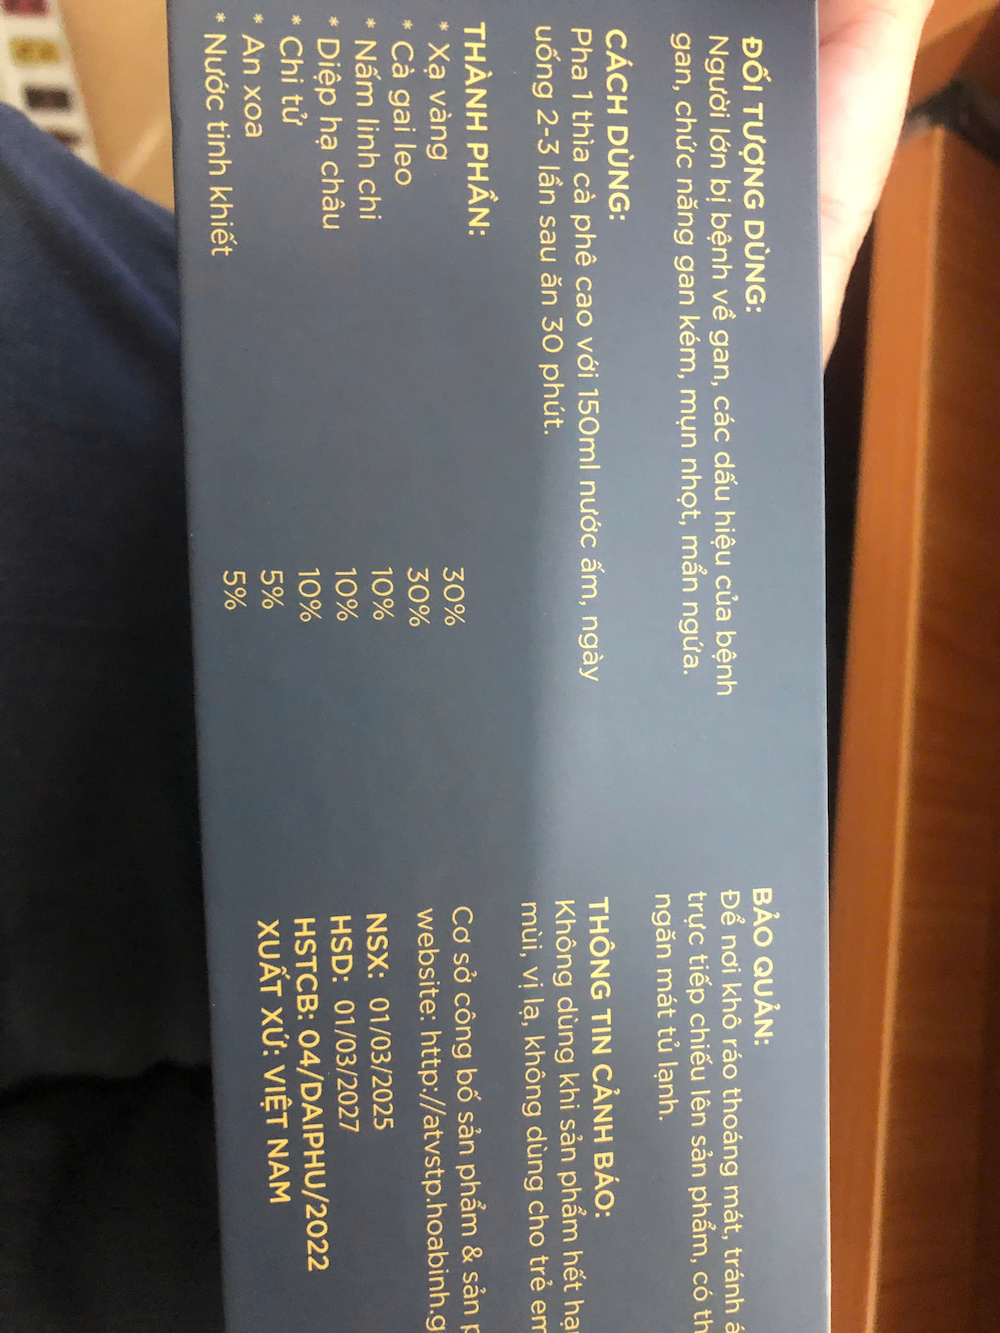 ĐỐI TƯỢNG DÙNG:
Người lớn bị bệnh về gan, các dấu hiệu của bệnh
gan, chức năng gan kém, mụn nhọt, mẩn ngứa.
CÁCH DÙNG:
Pha 1 thìa cà phê cao với 150ml nước ấm, ngày
uống 2-3 lần sau ăn 30 phút.
THÀNH PHẦN:
* Xạ vàng 30%
* Cà gai leo 30%
* Nấm linh chi 10%
* Diệp hạ châu 10%
* Chi tử 10%
* An xoa 5%
* Nước tinh khiết 5%
BẢO QUẢN:
Để nơi khô ráo thoáng mát, tránh
trực tiếp chiếu lên sản phẩm, có
ngăn mát tủ lạnh.
THÔNG TIN CẢNH BÁO:
Không dùng khi sản phẩm hết
mùi, vị lạ, không dùng cho trẻ em
Cơ sở công bố sản phẩm & sản
website: http://atvstp.hoabinh.g
NSX: 01/03/2025
HSD: 01/03/2027
HSTCB: 04/DAIPHU/2022
XUẤT XỨ: VIỆT NAM